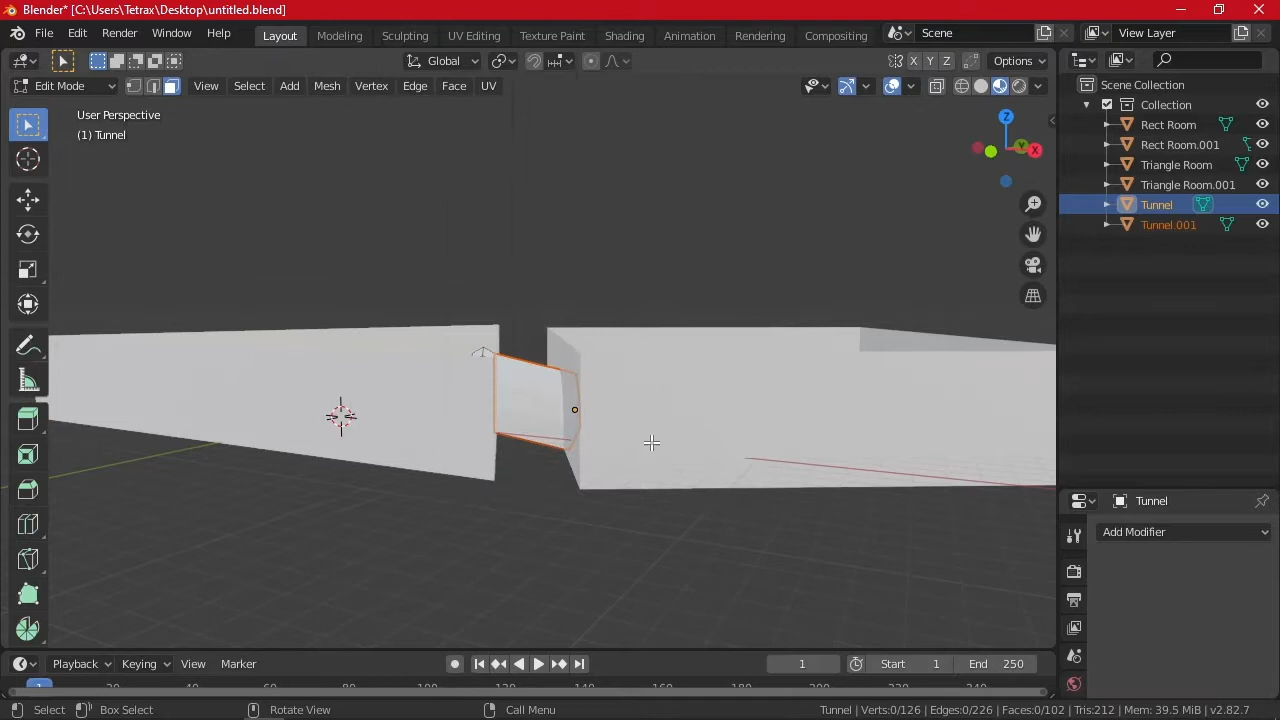 Blender* [C:\Users\Tetrax\Desktop\untitled.blend]
File Edit Render Window Help Layout Modeling Sculpting UV Editing Texture Paint Shading Animation Rendering Compositing Scene View Layer
Global X Y Z Options
Edit Mode View Select Add Mesh Vertex Edge Face UV
User Perspective
(1) Tunnel
Z
Y
X
Scene Collection
Collection
Rect Room
Rect Room.001
Triangle Room
Triangle Room.001
Tunnel
Tunnel.001
Tunnel
Add Modifier
Playback Keying View Marker 1 Start 1 End 250
1
Select Box Select Rotate View Call Menu Tunnel | Verts:0/126 | Edges:0/226 | Faces:0/102 | Tris:212 | Mem: 39.5 MiB | v2.82.7